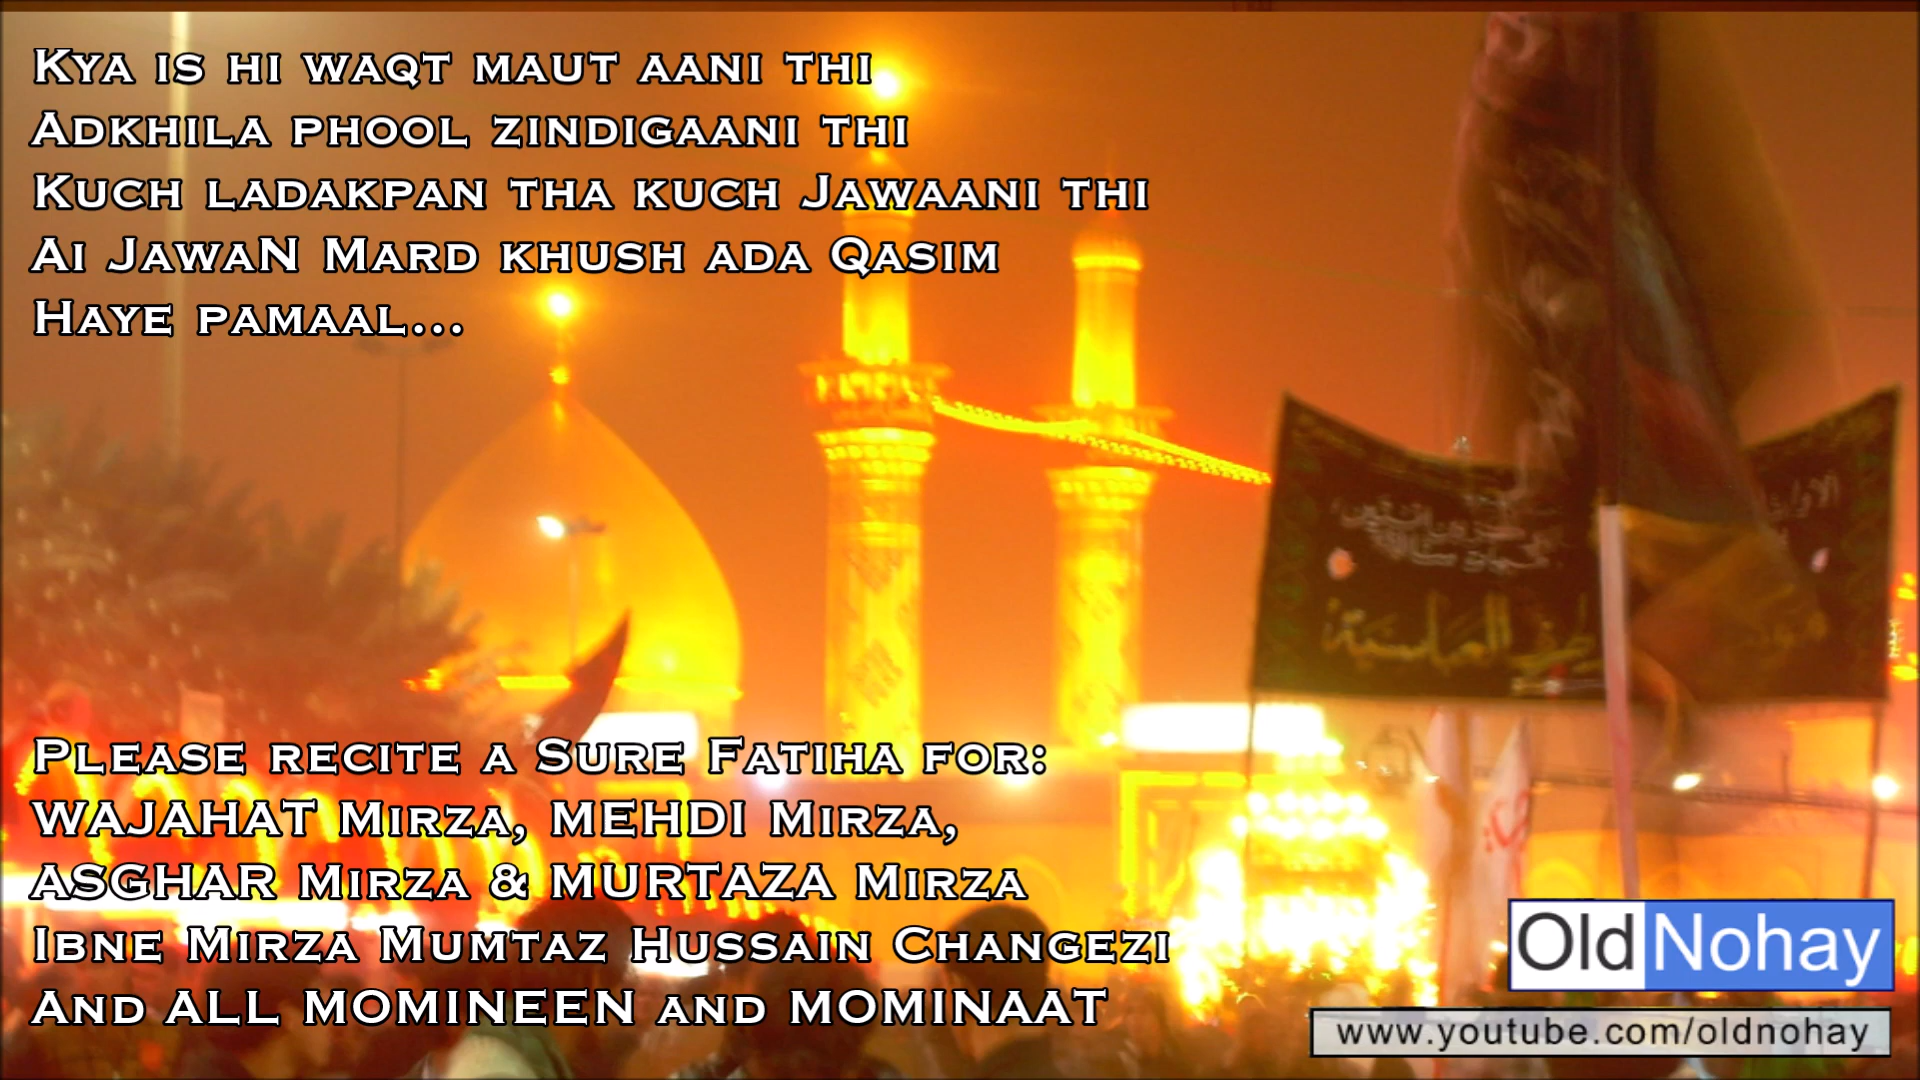 Kya is hi waqt maut aani thi
Adkhila phool zindigaani thi
Kuch ladakpan tha kuch Jawaani thi
Ai JawaN Mard khush ada Qasim
Haye pamaal...
العباسية
Please recite a Sure Fatiha for:
WAJAHAT Mirza, MEHDI Mirza,
ASGHAR Mirza & MURTAZA Mirza
Ibne Mirza Mumtaz Hussain Changezi
And ALL MOMINEEN and MOMINAAT
OldNohay
www.youtube.com/oldnohay